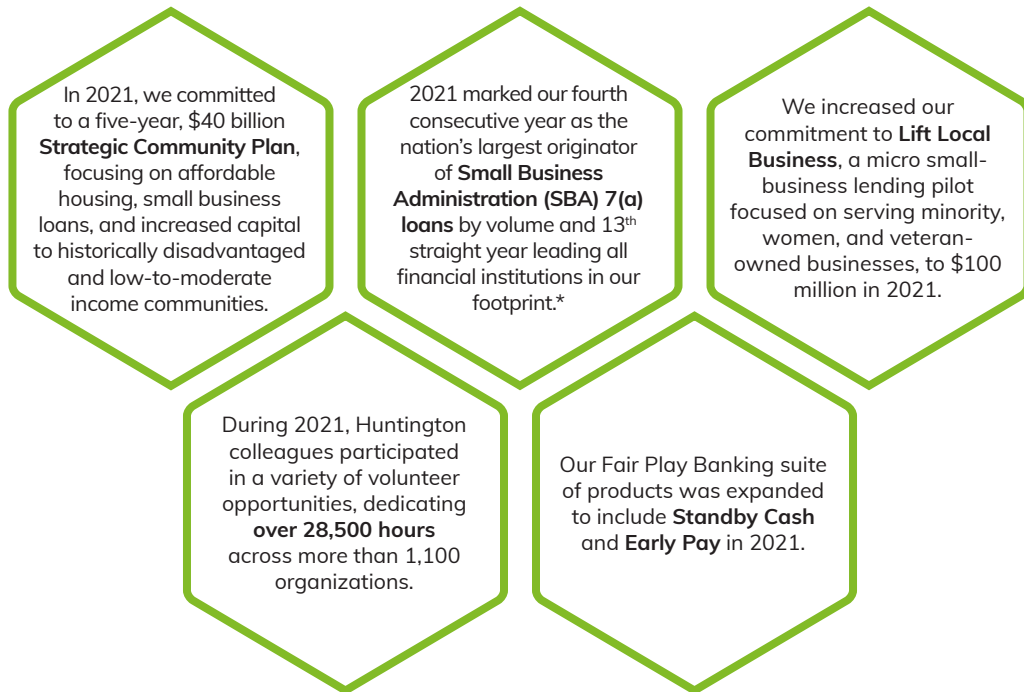 In 2021, we committed
to a five-year, $40 billion
Strategic Community Plan,
focusing on affordable
housing, small business
loans, and increased capital
to historically disadvantaged
and low-to-moderate
income communities.
2021 marked our fourth
consecutive year as the
nation's largest originator
of Small Business
Administration (SBA) 7(a)
loans by volume and 13th
straight year leading all
financial institutions in our
footprint.*
We increased our
commitment to Lift Local
Business, a micro small-
business lending pilot
focused on serving minority,
women, and veteran-
owned businesses, to $100
million in 2021.
During 2021, Huntington
colleagues participated
in a variety of volunteer
opportunities, dedicating
over 28,500 hours
across more than 1,100
organizations.
Our Fair Play Banking suite
of products was expanded
to include Standby Cash
and Early Pay in 2021.